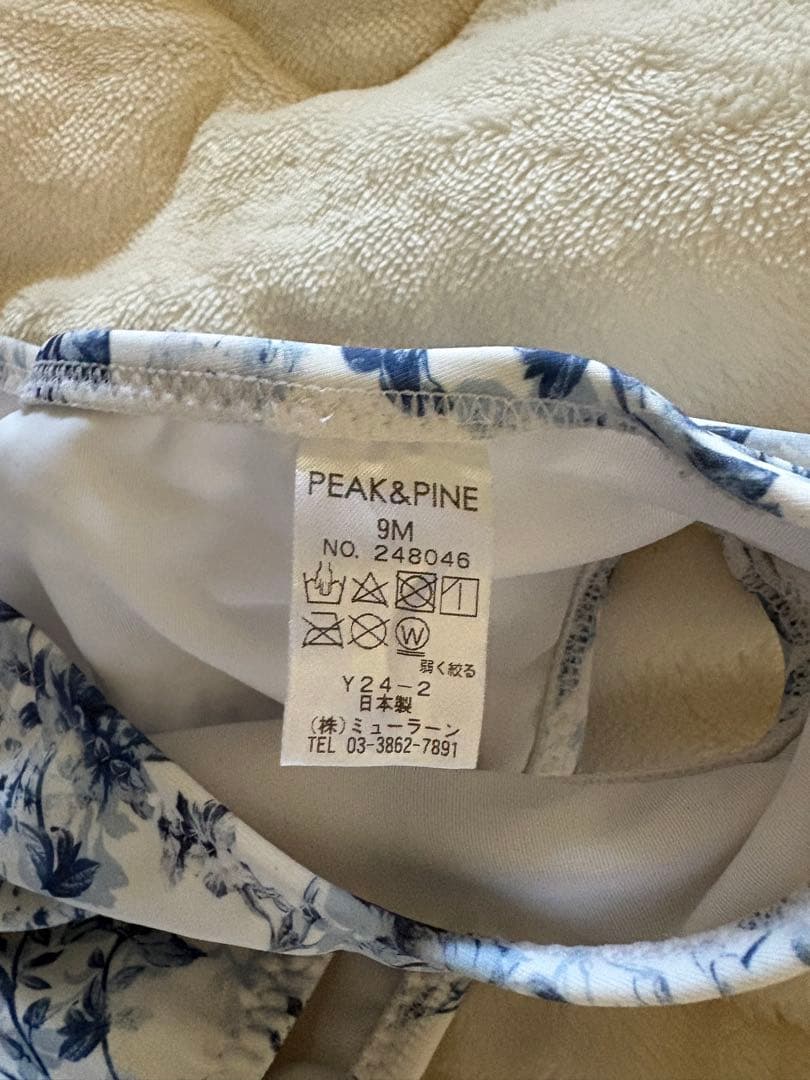 PEAK&PINE
9M
NO. 248046
W
弱く絞る
Y24-2
日本製
(株)ミューラーン
TEL 03-3862-7891